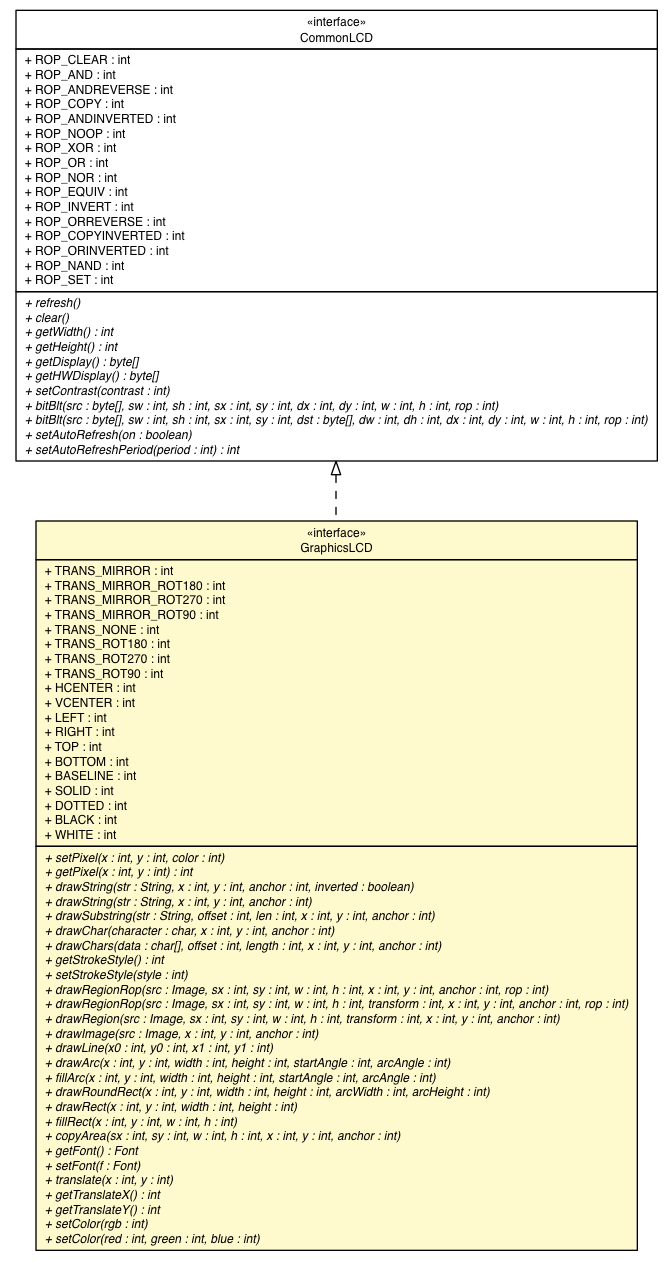 «interface»
CommonLCD
+ ROP_CLEAR : int
+ ROP_AND : int
+ ROP_ANDREVERSE : int
+ ROP_COPY : int
+ ROP_ANDINVERTED : int
+ ROP_NOOP : int
+ ROP_XOR : int
+ ROP_OR : int
+ ROP_NOR : int
+ ROP_EQUIV : int
+ ROP_INVERT : int
+ ROP_ORREVERSE : int
+ ROP_COPYINVERTED : int
+ ROP_ORINVERTED : int
+ ROP_NAND : int
+ ROP_SET : int
+ refresh()
+ clear()
+ getWidth() : int
+ getHeight() : int
+ getDisplay() : byte[]
+ getHWDisplay() : byte[]
+ setContrast(contrast : int)
+ bitBlt(src : byte[], sw : int, sh : int, sx : int, sy : int, dx : int, dy : int, w : int, h : int, rop : int)
+ bitBlt(src : byte[], sw : int, sh : int, sx : int, sy : int, dst : byte[], dw : int, dh : int, dx : int, dy : int, w : int, h : int, rop : int)
+ setAutoRefresh(on : boolean)
+ setAutoRefreshPeriod(period : int) : int
«interface»
GraphicsLCD
+ TRANS_MIRROR : int
+ TRANS_MIRROR_ROT180 : int
+ TRANS_MIRROR_ROT270 : int
+ TRANS_MIRROR_ROT90 : int
+ TRANS_NONE : int
+ TRANS_ROT180 : int
+ TRANS_ROT270 : int
+ TRANS_ROT90 : int
+ HCENTER : int
+ VCENTER : int
+ LEFT : int
+ RIGHT : int
+ TOP : int
+ BOTTOM : int
+ BASELINE : int
+ SOLID : int
+ DOTTED : int
+ BLACK : int
+ WHITE : int
+ setPixel(x : int, y : int, color : int)
+ getPixel(x : int, y : int) : int
+ drawString(str : String, x : int, y : int, anchor : int, inverted : boolean)
+ drawString(str : String, x : int, y : int, anchor : int)
+ drawSubstring(str : String, offset : int, len : int, x : int, y : int, anchor : int)
+ drawChar(character : char, x : int, y : int, anchor : int)
+ drawChars(data : char[], offset : int, length : int, x : int, y : int, anchor : int)
+ getStrokeStyle() : int
+ setStrokeStyle(style : int)
+ drawRegionRop(src : Image, sx : int, sy : int, w : int, h : int, x : int, y : int, anchor : int, rop : int)
+ drawRegionRop(src : Image, sx : int, sy : int, w : int, h : int, transform : int, x : int, y : int, anchor : int, rop : int)
+ drawRegion(src : Image, sx : int, sy : int, w : int, h : int, transform : int, x : int, y : int, anchor : int)
+ drawImage(src : Image, x : int, y : int, anchor : int)
+ drawLine(x0 : int, y0 : int, x1 : int, y1 : int)
+ drawArc(x : int, y : int, width : int, height : int, startAngle : int, arcAngle : int)
+ fillArc(x : int, y : int, width : int, height : int, startAngle : int, arcAngle : int)
+ drawRoundRect(x : int, y : int, width : int, height : int, arcWidth : int, arcHeight : int)
+ drawRect(x : int, y : int, width : int, height : int)
+ fillRect(x : int, y : int, w : int, h : int)
+ copyArea(sx : int, sy : int, w : int, h : int, x : int, y : int, anchor : int)
+ getFont() : Font
+ setFont(f : Font)
+ translate(x : int, y : int)
+ getTranslateX() : int
+ getTranslateY() : int
+ setColor(rgb : int)
+ setColor(red : int, green : int, blue : int)